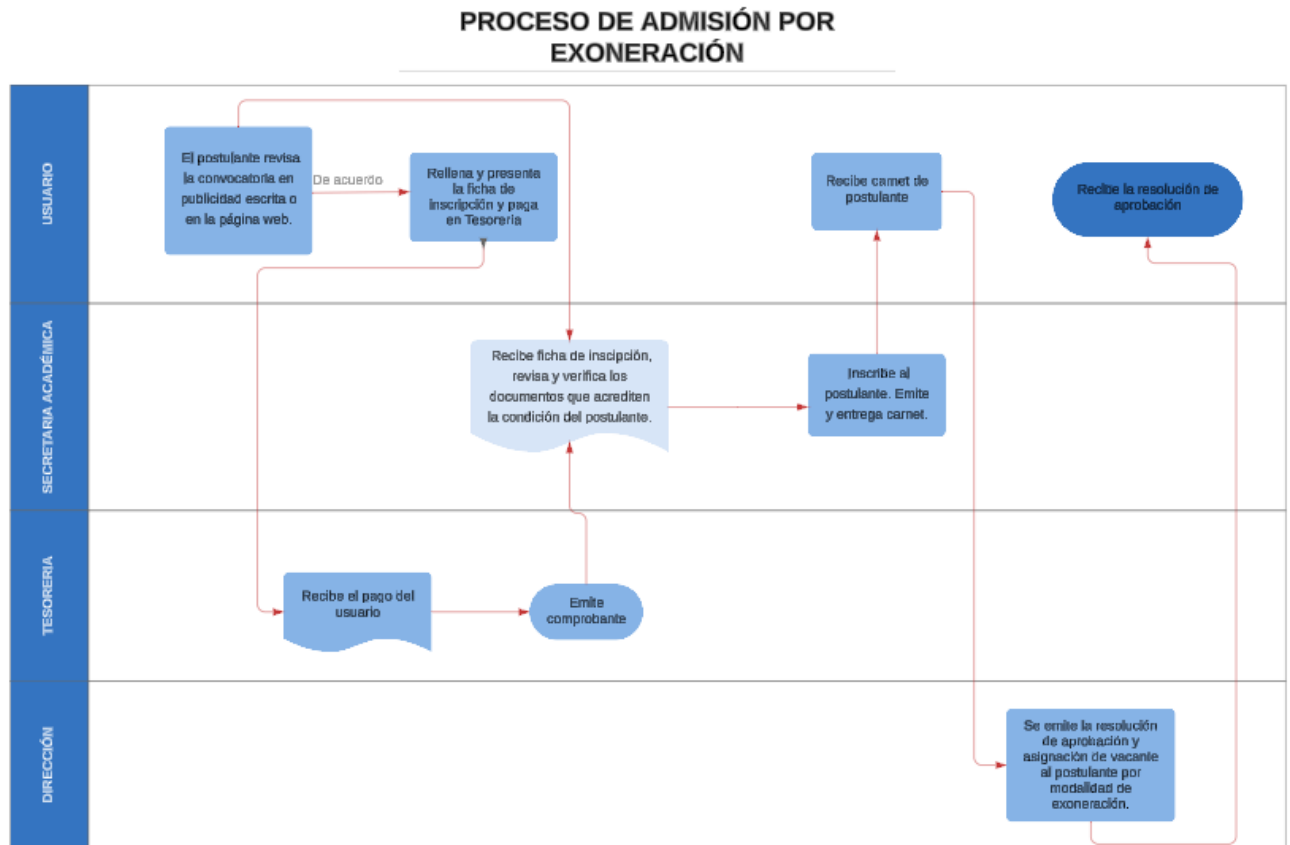 PROCESO DE ADMISIÓN POR
EXONERACIÓN
USUARIO
El postulante revisa
la convocatoria en
publicidad escrita o
en la página web.
De acuerdo
Rellena y presenta
la ficha de
inscripción y paga
en Tesoreria
Recibe carnet de
postulante
Recibe la resolución de
aprobación
SECRETARIA ACADÉMICA
Recibe ficha de inscipción,
revisa y verifica los
documentos que acrediten
la condición del postulante.
Inscribe al
postulante. Emite
y entrega carnet.
TESORERIA
Recibe el pago del
usuario
Emite
comprobante
DIRECCIÓN
Se emite la resolución
de aprobación y
asignación de vacante
al postulante por
modalidad de
exoneración.